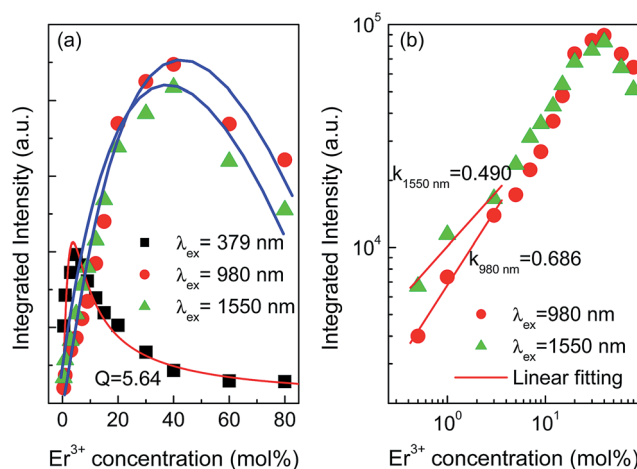 (a)
Integrated Intensity (a.u.)
λex= 379 nm
λex= 980 nm
λex= 1550 nm
Q=5.64
0 20 40 60 80
Er3+ concentration (mol%)
(b)
Integrated Intensity (a.u.)
10^5
10^4
k1550 nm=0.490
k980 nm=0.686
λex=980 nm
λex=1550 nm
Linear fitting
10^0 10^1
Er3+ concentration (mol%)